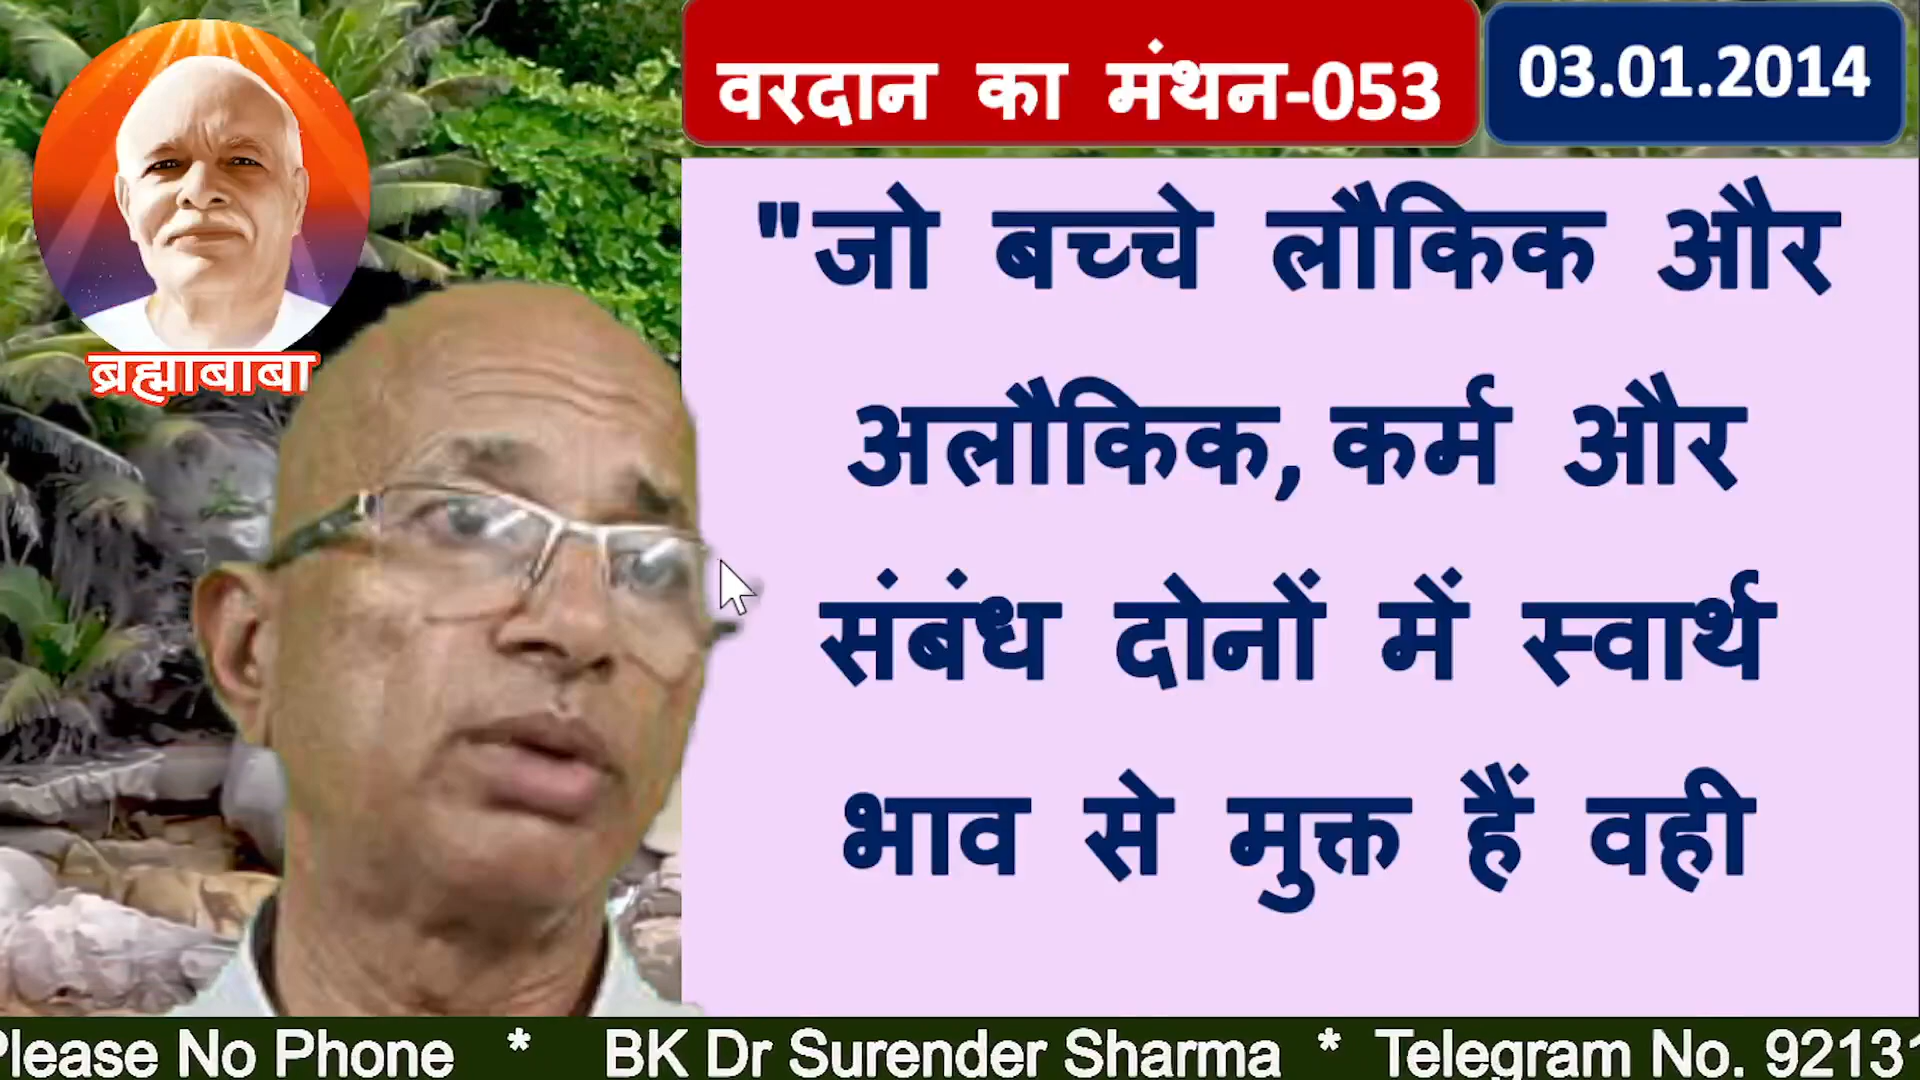 वरदान का मंथन-053
03.01.2014
ब्रह्माबाबा
"जो बच्चे लौकिक और
अलौकिक, कर्म और
संबंध दोनों में स्वार्थ
भाव से मुक्त हैं वही
Please No Phone * BK Dr Surender Sharma * Telegram No. 92131